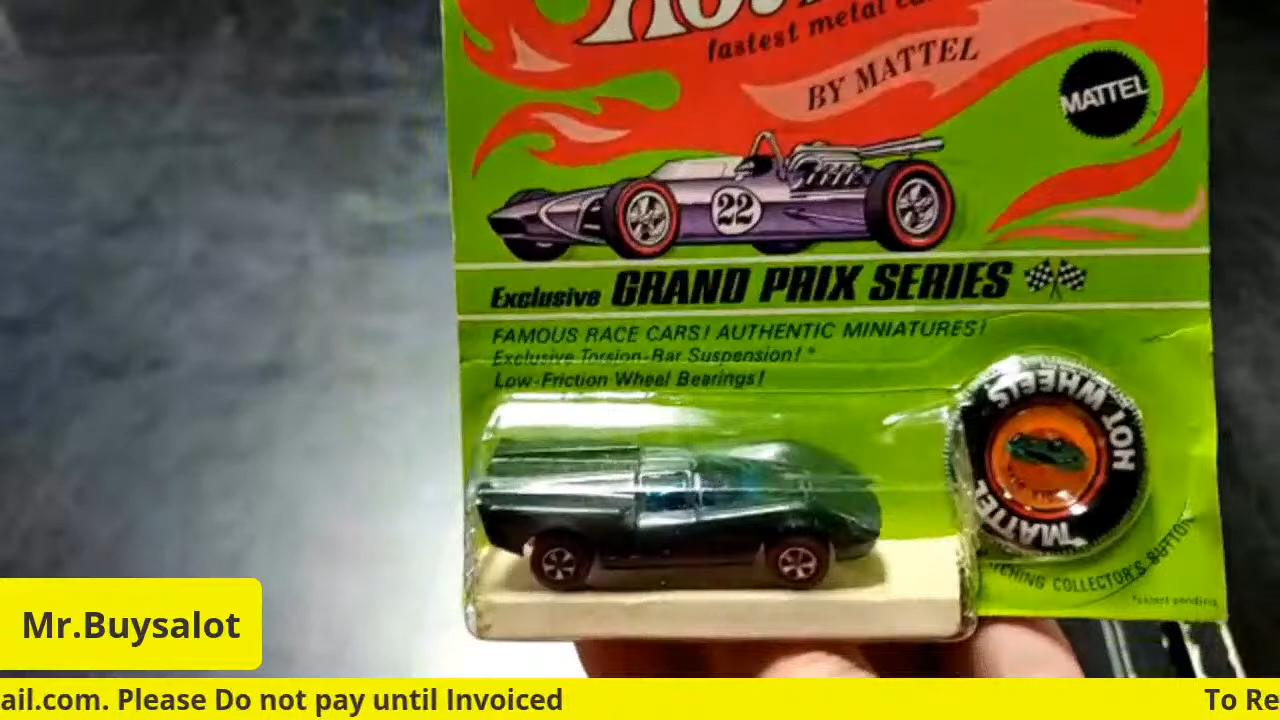 fastest metal
BY MATTEL
MATTEL
22
Exclusive GRAND PRIX SERIES
FAMOUS RACE CARS! AUTHENTIC MINIATURES!
Exclusive Torsion-Bar Suspension!*
Low-Friction Wheel Bearings!
HOT WHEELS
MATTEL
COLLECTOR'S BUTTON
*patent pending
Mr.Buysalot
ail.com. Please Do not pay until Invoiced
To Re